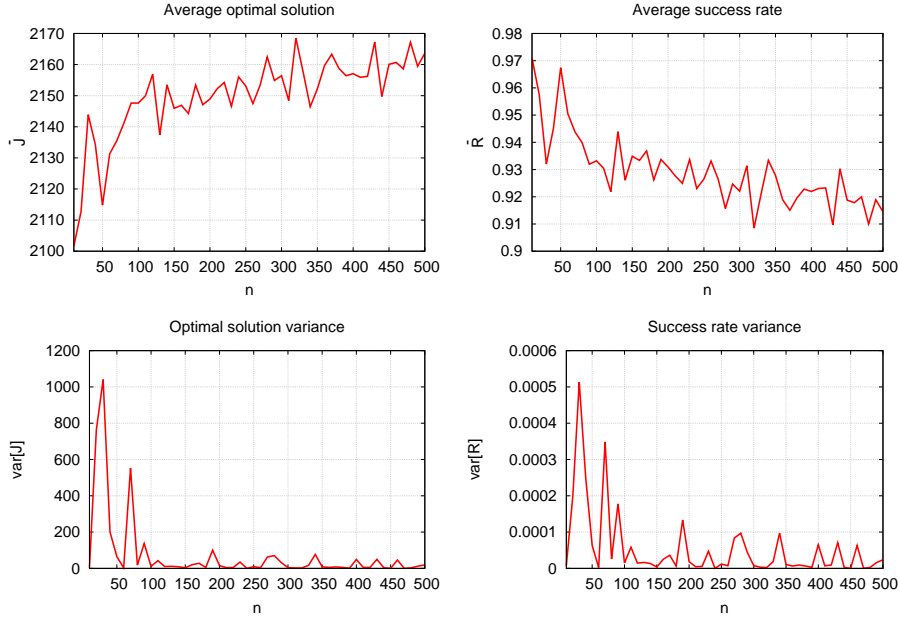 Average optimal solution
2170
2160
2150
2140
2130
2120
2110
2100
J̄
50 100 150 200 250 300 350 400 450 500
n
Average success rate
0.98
0.97
0.96
0.95
0.94
0.93
0.92
0.91
0.9
R̄
50 100 150 200 250 300 350 400 450 500
n
Optimal solution variance
1200
1000
800
600
400
200
0
var[J]
50 100 150 200 250 300 350 400 450 500
n
Success rate variance
0.0006
0.0005
0.0004
0.0003
0.0002
0.0001
0
var[R]
50 100 150 200 250 300 350 400 450 500
n